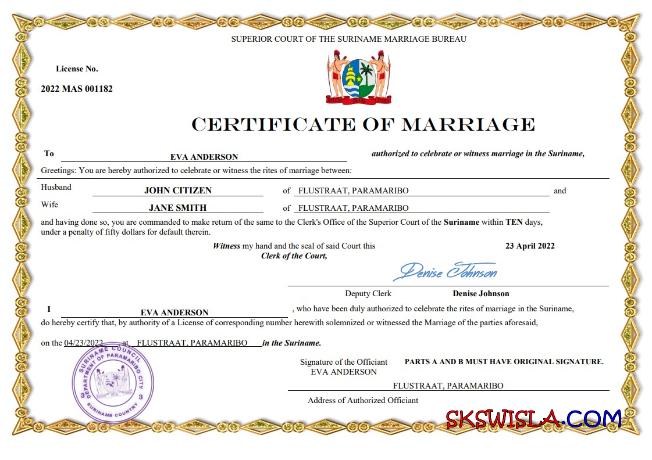 SUPERIOR COURT OF THE SURINAME MARRIAGE BUREAU
License No.
2022 MAS 001182
CERTIFICATE OF MARRIAGE
To EVA ANDERSON authorized to celebrate or witness marriage in the Suriname,
Greetings: You are hereby authorized to celebrate or witness the rites of marriage between:
Husband JOHN CITIZEN of FLUSTRAAT, PARAMARIBO and
Wife JANE SMITH of FLUSTRAAT, PARAMARIBO
and having done so, you are commanded to make return of the same to the Clerk's Office of the Superior Court of the Suriname within TEN days,
under a penalty of fifty dollars for default therein.
Witness my hand and the seal of said Court this 23 April 2022
Clerk of the Court,
Denise Johnson
Deputy Clerk Denise Johnson
I EVA ANDERSON , who have been duly authorized to celebrate the rites of marriage in the Suriname,
do hereby certify that, by authority of a License of corresponding number herewith solemnized or witnessed the Marriage of the parties aforesaid,
on the 04/23/2022 at FLUSTRAAT, PARAMARIBO in the Suriname.
SURINAME COUNCIL
DEPARTMENT OF PARAMARIBO CITY
SURINAME COUNTRY
Signature of the Officiant PARTS A AND B MUST HAVE ORIGINAL SIGNATURE.
EVA ANDERSON
FLUSTRAAT, PARAMARIBO
Address of Authorized Officiant
SKSWISLA.COM